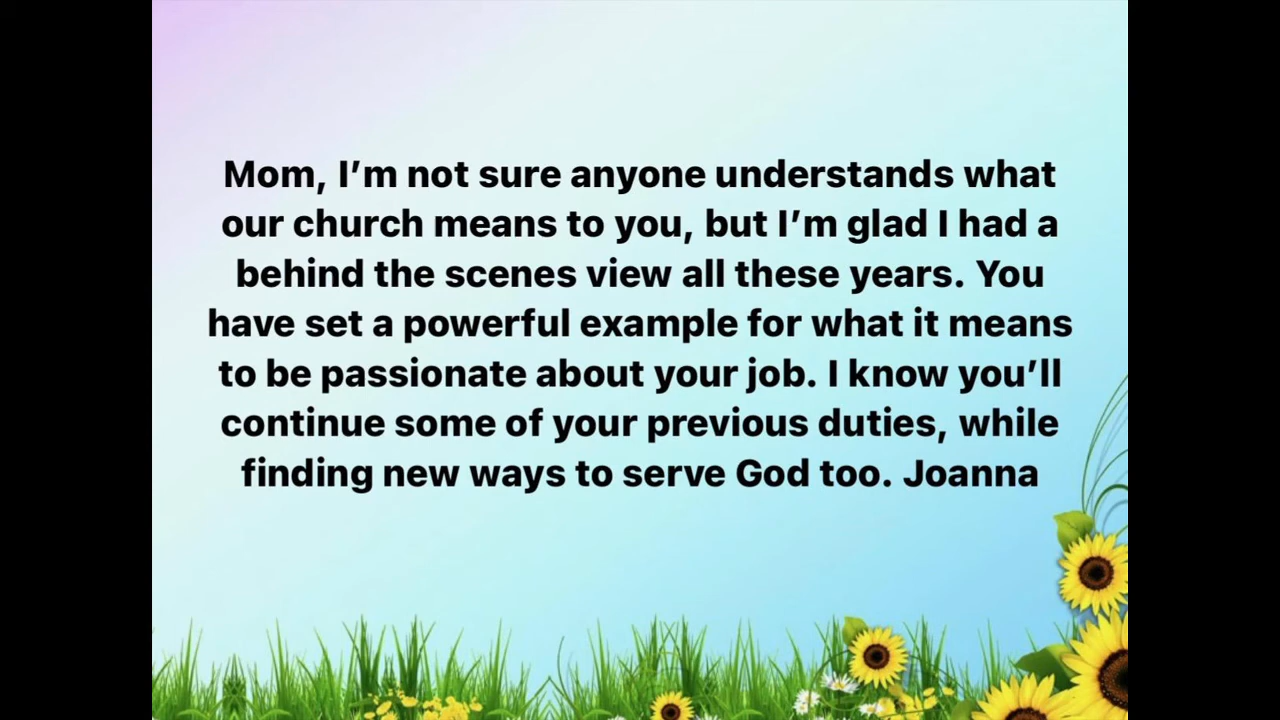 Mom, I’m not sure anyone understands what
our church means to you, but I’m glad I had a
behind the scenes view all these years. You
have set a powerful example for what it means
to be passionate about your job. I know you’ll
continue some of your previous duties, while
finding new ways to serve God too. Joanna